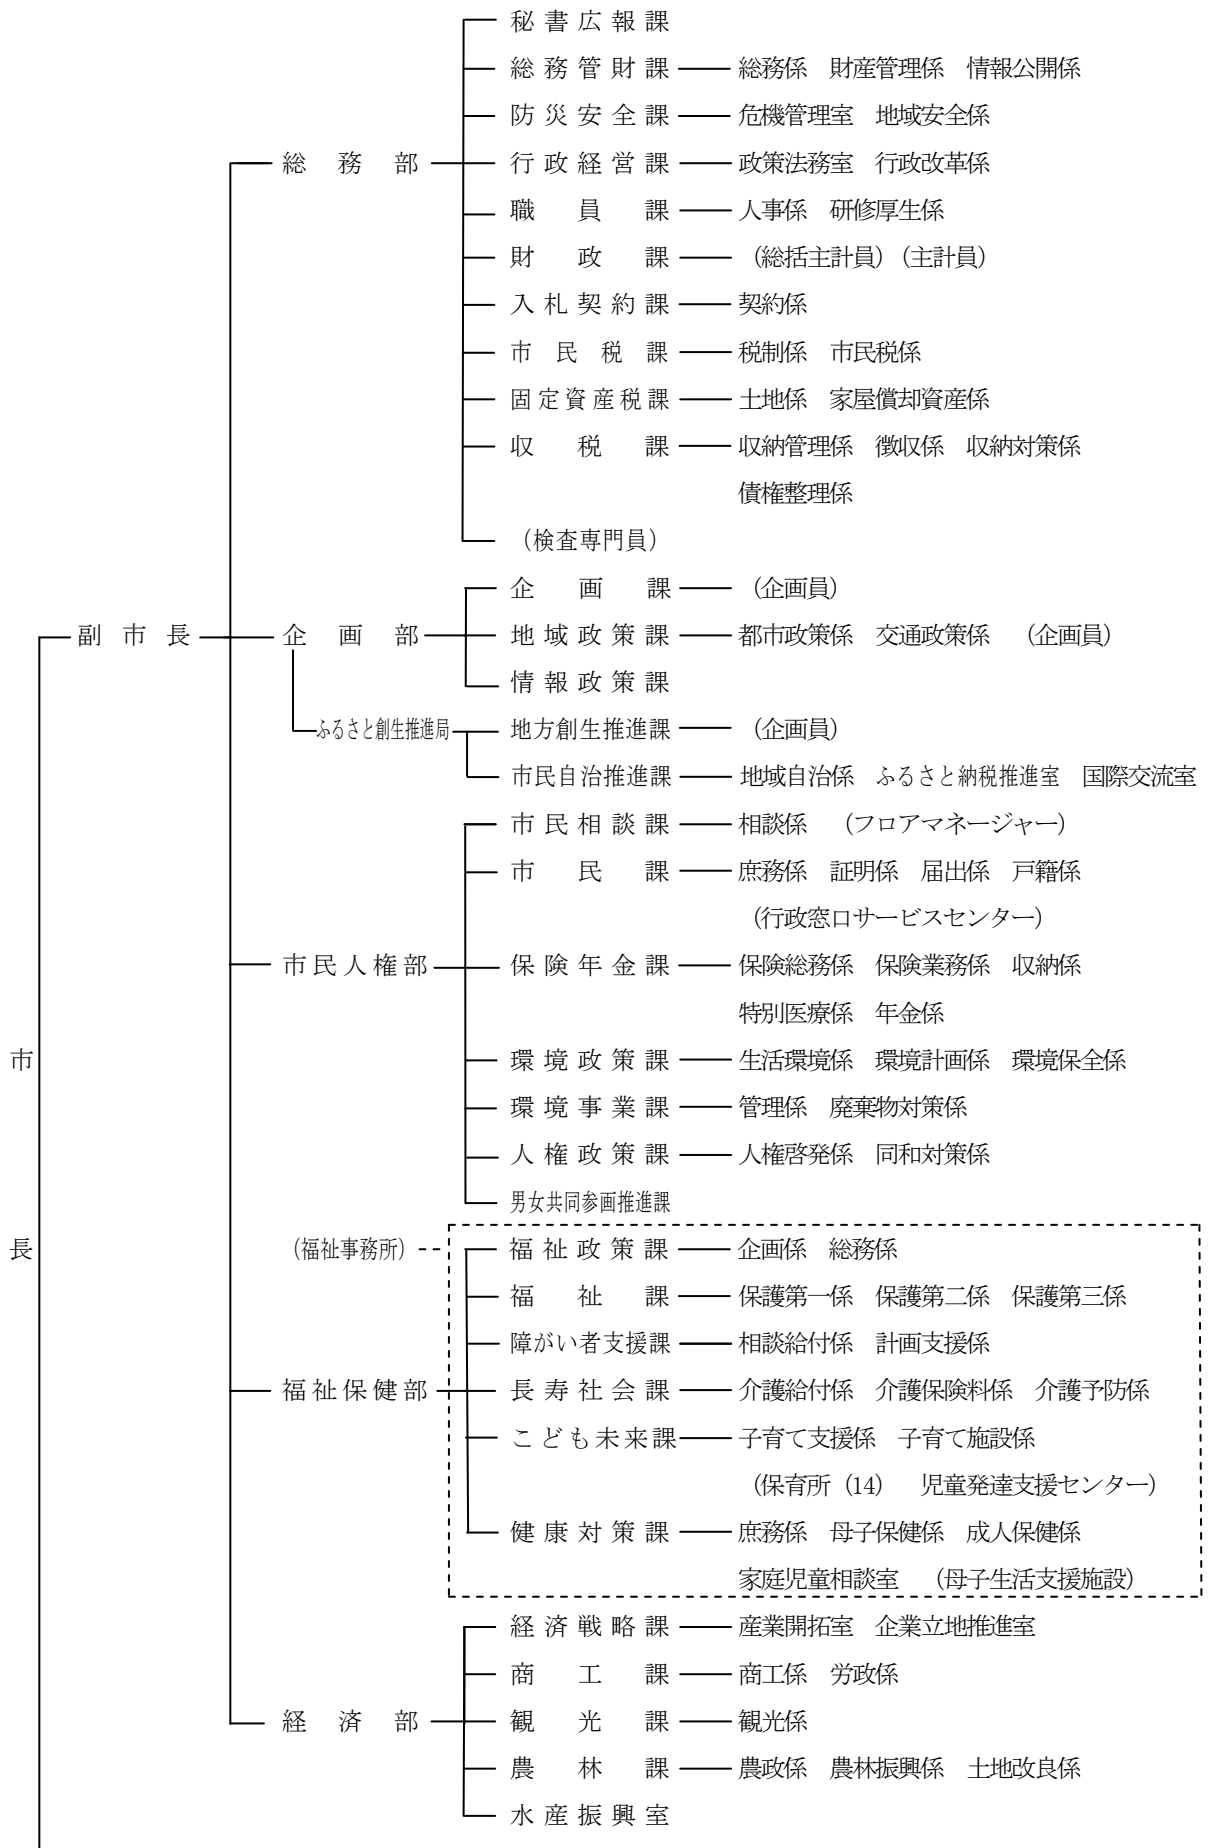 秘書広報課
総務管財課 総務係 財産管理係 情報公開係
防災安全課 危機管理室 地域安全係
総務部 行政経営課 政策法務室 行政改革係
職員課 人事係 研修厚生係
財政課 (総括主計員)(主計員)
入札契約課 契約係
市民税課 税制係 市民税係
固定資産税課 土地係 家屋償却資産係
収税課 収納管理係 徴収係 収納対策係
債権整理係
(検査専門員)
企画課 (企画員)
副市長 企画部 地域政策課 都市政策係 交通政策係 (企画員)
情報政策課
ふるさと創生推進局 地方創生推進課 (企画員)
市民自治推進課 地域自治係 ふるさと納税推進室 国際交流室
市民相談課 相談係 (フロアマネージャー)
市民課 庶務係 証明係 届出係 戸籍係
(行政窓口サービスセンター)
市民人権部 保険年金課 保険総務係 保険業務係 収納係
特別医療係 年金係
市長
環境政策課 生活環境係 環境計画係 環境保全係
環境事業課 管理係 廃棄物対策係
人権政策課 人権啓発係 同和対策係
男女共同参画推進課
(福祉事務所) 福祉政策課 企画係 総務係
福祉課 保護第一係 保護第二係 保護第三係
障がい者支援課 相談給付係 計画支援係
福祉保健部 長寿社会課 介護給付係 介護保険料係 介護予防係
こども未来課 子育て支援係 子育て施設係
(保育所(14) 児童発達支援センター)
健康対策課 庶務係 母子保健係 成人保健係
家庭児童相談室 (母子生活支援施設)
経済戦略課 産業開拓室 企業立地推進室
商工課 商工係 労政係
経済部 観光課 観光係
農林課 農政係 農林振興係 土地改良係
水産振興室